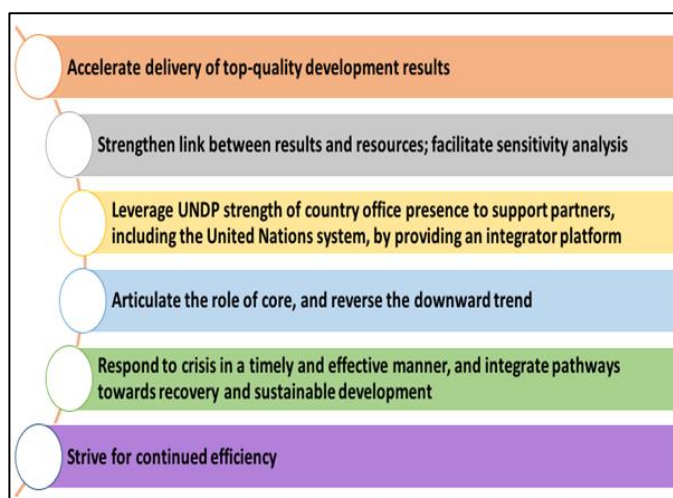 Accelerate delivery of top-quality development results
Strengthen link between results and resources; facilitate sensitivity analysis
Leverage UNDP strength of country office presence to support partners,
including the United Nations system, by providing an integrator platform
Articulate the role of core, and reverse the downward trend
Respond to crisis in a timely and effective manner, and integrate pathways
towards recovery and sustainable development
Strive for continued efficiency